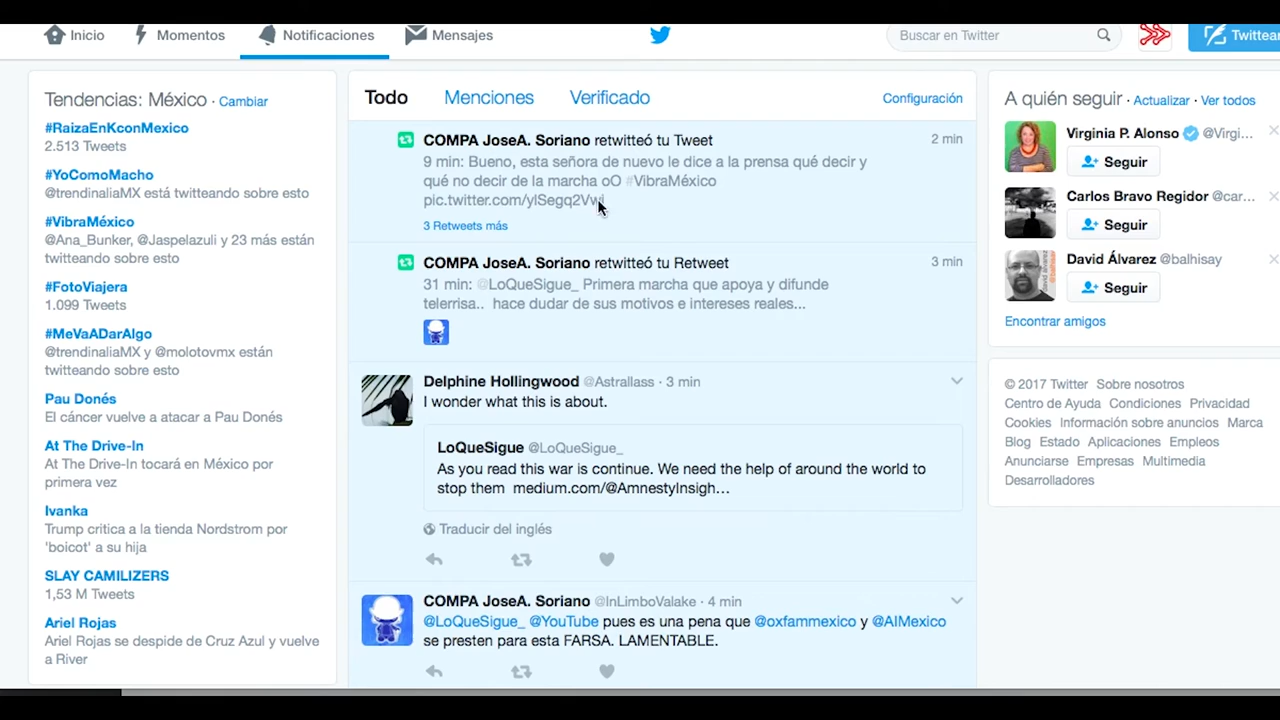 Inicio
Momentos
Notificaciones
Mensajes
Buscar en Twitter
Twittear
Tendencias: México · Cambiar
#RaizaEnKconMexico
2.513 Tweets
#YoComoMacho
@trendinaliaMX está twitteando sobre esto
#VibraMéxico
@Ana_Bunker, @Jaspelazuli y 23 más están
twitteando sobre esto
#FotoViajera
1.099 Tweets
#MeVaADarAlgo
@trendinaliaMX y @molotovmx están
twitteando sobre esto
Pau Donés
El cáncer vuelve a atacar a Pau Donés
At The Drive-In
At The Drive-In tocará en México por
primera vez
Ivanka
Trump critica a la tienda Nordstrom por
'boicot' a su hija
SLAY CAMILIZERS
1,53 M Tweets
Ariel Rojas
Ariel Rojas se despide de Cruz Azul y vuelve
a River
Todo
Menciones
Verificado
Configuración
COMPA JoseA. Soriano retwitteó tu Tweet
2 min
9 min: Bueno, esta señora de nuevo le dice a la prensa qué decir y
qué no decir de la marcha oO #VibraMéxico
3 Retweets más
COMPA JoseA. Soriano retwitteó tu Retweet
3 min
31 min: @LoQueSigue_ Primera marcha que apoya y difunde
telerrisa.. hace dudar de sus motivos e intereses reales...
Delphine Hollingwood @Astrallass · 3 min
I wonder what this is about.
LoQueSigue @LoQueSigue_
As you read this war is continue. We need the help of around the world to
stop them medium.com/@AmnestyInsigh…
Traducir del inglés
COMPA JoseA. Soriano @InLimboValake · 4 min
@LoQueSigue_ @YouTube pues es una pena que @oxfammexico y @AIMexico
se presten para esta FARSA. LAMENTABLE.
A quién seguir · Actualizar · Ver todos
Virginia P. Alonso @Virgi...
Seguir
Carlos Bravo Regidor @car...
Seguir
David Álvarez @balhisay
Seguir
Encontrar amigos
© 2017 Twitter Sobre nosotros
Centro de Ayuda Condiciones Privacidad
Cookies Información sobre anuncios Marca
Blog Estado Aplicaciones Empleos
Anunciarse Empresas Multimedia
Desarrolladores